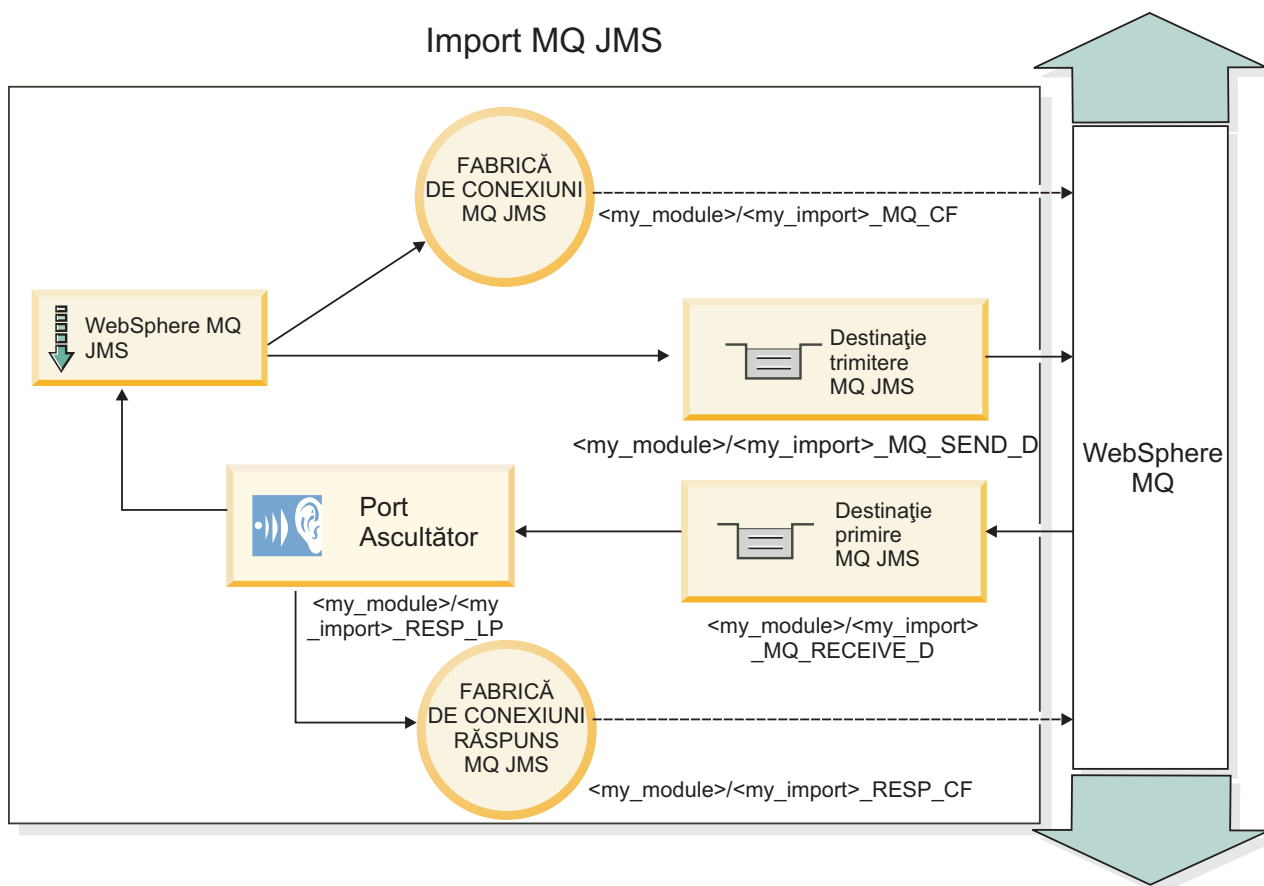 Import MQ JMS
FABRICĂ
DE CONEXIUNI
MQ JMS
<my_module>/<my_import>_MQ_CF
WebSphere MQ
JMS
Destinaţie
trimitere
MQ JMS
<my_module>/<my_import>_MQ_SEND_D
WebSphere
MQ
Port
Ascultător
Destinaţie
primire
MQ JMS
<my_module>/<my
_import>_RESP_LP
<my_module>/<my_import>
_MQ_RECEIVE_D
FABRICĂ
DE CONEXIUNI
RĂSPUNS
MQ JMS
<my_module>/<my_import>_RESP_CF